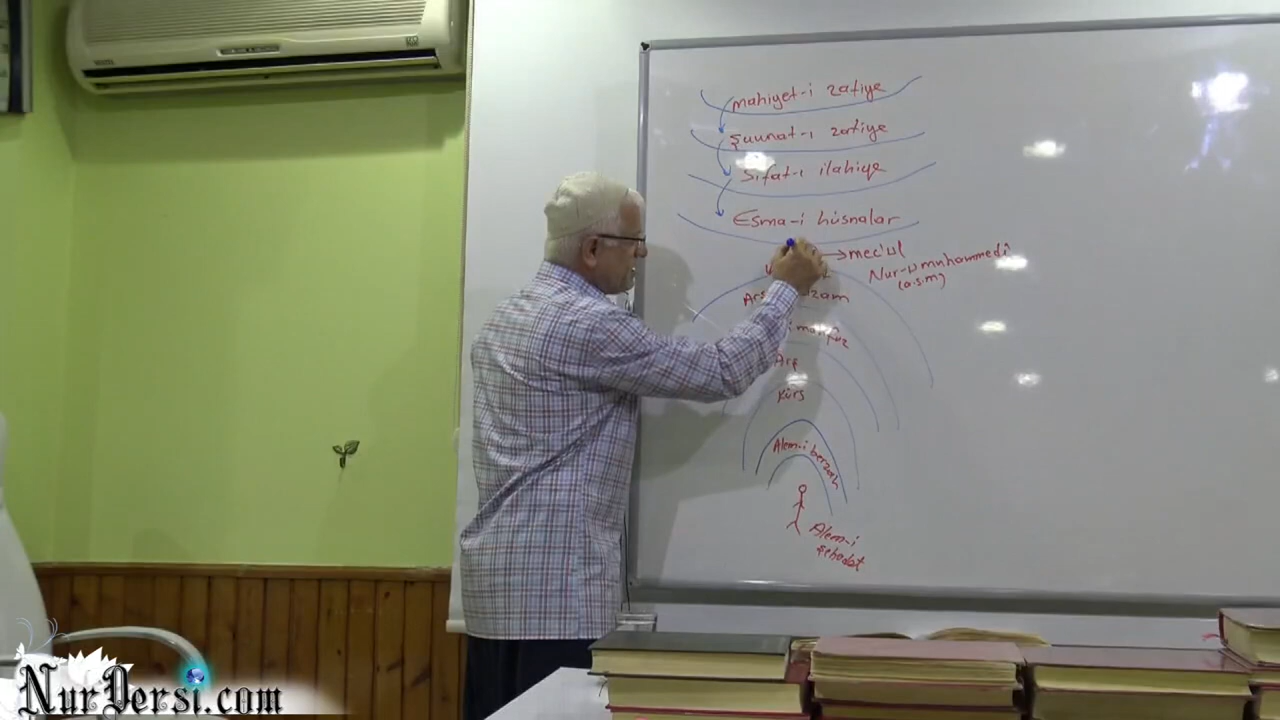 mahiyet-i zatiye
şuunat-ı zatiye
Sıfat-ı ilahiye
Esma-i hüsnalar
mec'ul
Nur-u muhammedi
(a.s.m)
Arş
Kürs
Alem-i berzah
Alem-i
şehadet
NurDersi.com